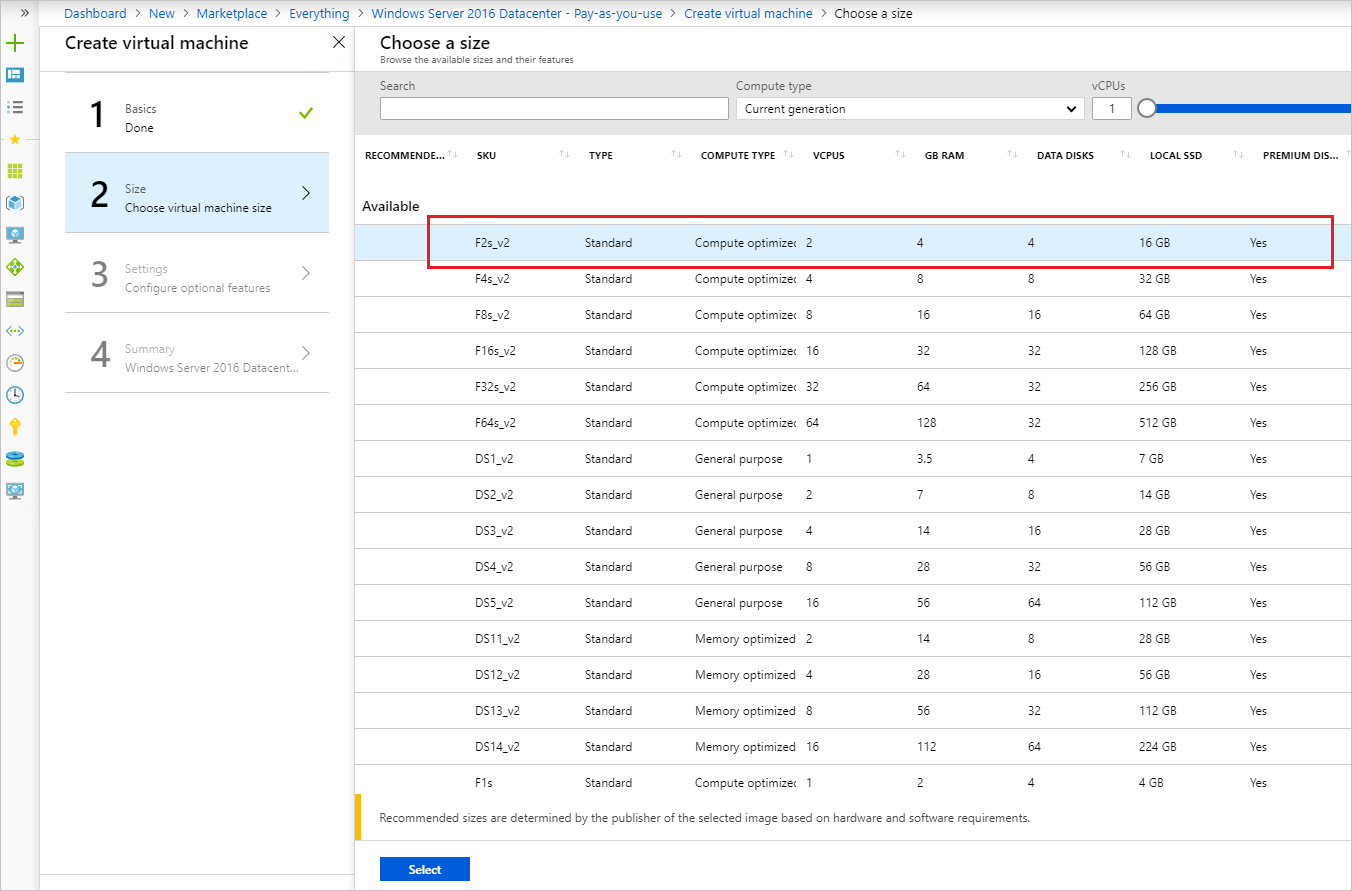 Dashboard > New > Marketplace > Everything > Windows Server 2016 Datacenter - Pay-as-you-use > Create virtual machine > Choose a size
Create virtual machine
1 Basics
Done
2 Size
Choose virtual machine size
3 Settings
Configure optional features
4 Summary
Windows Server 2016 Datacent...
Choose a size
Browse the available sizes and their features
Search Compute type vCPUs
Current generation 1
RECOMMENDE... SKU TYPE COMPUTE TYPE VCPUS GB RAM DATA DISKS LOCAL SSD PREMIUM DIS...
Available
F2s_v2 Standard Compute optimized 2 4 4 16 GB Yes
F4s_v2 Standard Compute optimized 4 8 8 32 GB Yes
F8s_v2 Standard Compute optimized 8 16 16 64 GB Yes
F16s_v2 Standard Compute optimized 16 32 32 128 GB Yes
F32s_v2 Standard Compute optimized 32 64 32 256 GB Yes
F64s_v2 Standard Compute optimized 64 128 32 512 GB Yes
DS1_v2 Standard General purpose 1 3.5 4 7 GB Yes
DS2_v2 Standard General purpose 2 7 8 14 GB Yes
DS3_v2 Standard General purpose 4 14 16 28 GB Yes
DS4_v2 Standard General purpose 8 28 32 56 GB Yes
DS5_v2 Standard General purpose 16 56 64 112 GB Yes
DS11_v2 Standard Memory optimized 2 14 8 28 GB Yes
DS12_v2 Standard Memory optimized 4 28 16 56 GB Yes
DS13_v2 Standard Memory optimized 8 56 32 112 GB Yes
DS14_v2 Standard Memory optimized 16 112 64 224 GB Yes
F1s Standard Compute optimized 1 2 4 4 GB Yes
Recommended sizes are determined by the publisher of the selected image based on hardware and software requirements.
Select